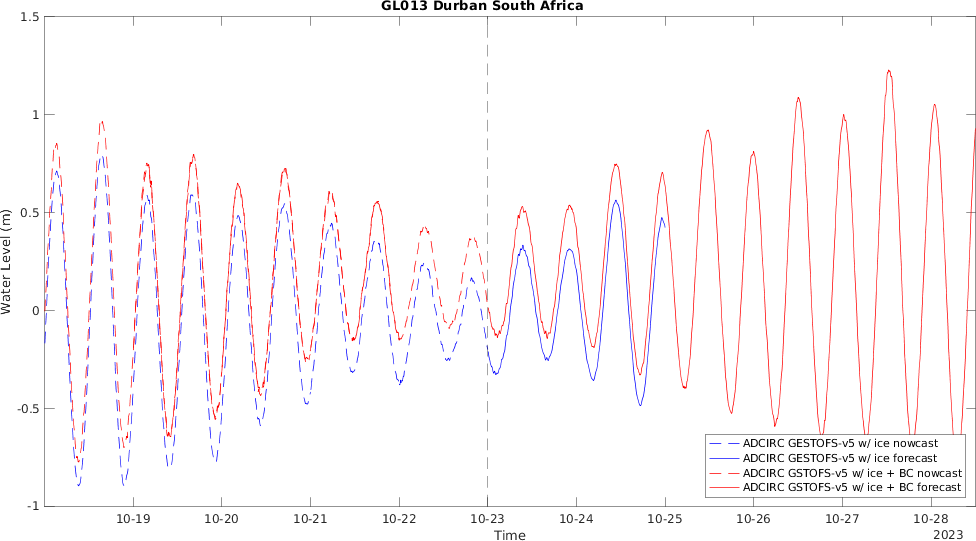 GL013 Durban South Africa
1.5
1
0.5
0
-0.5
-1
Water Level (m)
10-19 10-20 10-21 10-22 10-23 10-24 10-25 10-26 10-27 10-28
Time
2023
ADCIRC GESTOFS-v5 w/ ice nowcast
ADCIRC GESTOFS-v5 w/ ice forecast
ADCIRC GSTOFS-v5 w/ ice + BC nowcast
ADCIRC GSTOFS-v5 w/ ice + BC forecast